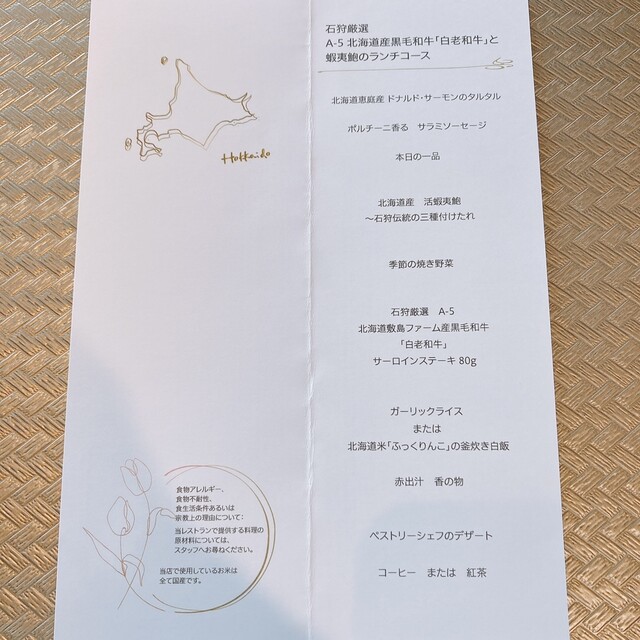 Hokkaido
食物アレルギー、
食物不耐性、
食生活条件あるいは
宗教上の理由について:
当レストランで提供する料理の
原材料については、
スタッフへお尋ねください。
当店で使用しているお米は
全て国産です。
石狩厳選
A-5 北海道産黒毛和牛「白老和牛」と
蝦夷鮑のランチコース
北海道恵庭産 ドナルド・サーモンのタルタル
ポルチーニ香る サラミソーセージ
本日の一品
北海道産 活蝦夷鮑
～石狩伝統の三種付けたれ
季節の焼き野菜
石狩厳選 A-5
北海道敷島ファーム産黒毛和牛
「白老和牛」
サーロインステーキ 80g
ガーリックライス
または
北海道米「ふっくりんこ」の釜炊き白飯
赤出汁 香の物
ペストリーシェフのデザート
コーヒー または 紅茶